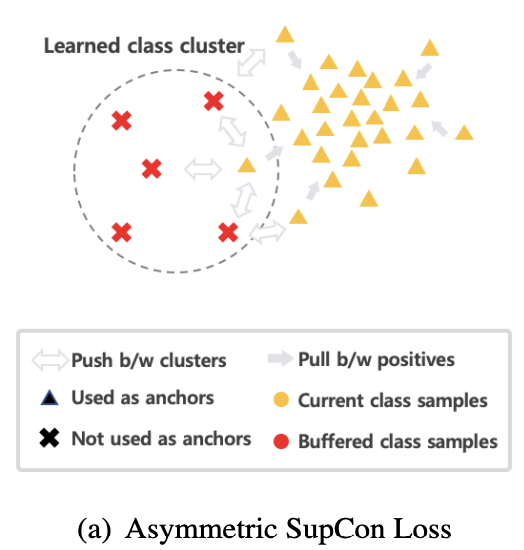 Learned class cluster
Push b/w clusters
Pull b/w positives
Used as anchors
Current class samples
Not used as anchors
Buffered class samples
(a) Asymmetric SupCon Loss